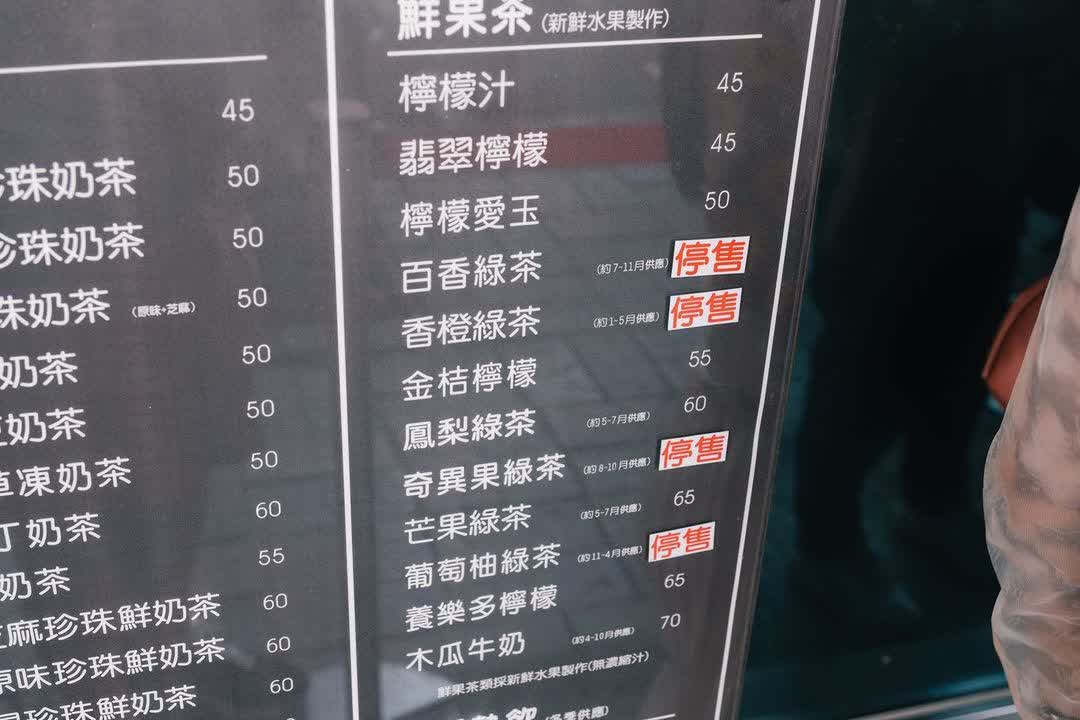 45
珠奶茶 50
珍珠奶茶 50
珠奶茶 (原味+芝麻) 50
奶茶 50
奶茶 50
凍奶茶 50
丁奶茶 60
奶茶 55
芝麻珍珠鮮奶茶 60
原味珍珠鮮奶茶 60
珍珠鮮奶茶 60
鮮果茶 (新鮮水果製作)
檸檬汁 45
翡翠檸檬 45
檸檬愛玉 50
百香綠茶 (約7-11月供應) 停售
香橙綠茶 (約1-5月供應) 停售
金桔檸檬 55
鳳梨綠茶 (約5-7月供應) 60
奇異果綠茶 (約8-10月供應) 停售
芒果綠茶 (約5-7月供應) 65
葡萄柚綠茶 (約11-4月供應) 停售
養樂多檸檬 65
木瓜牛奶 (約4-10月供應) 70
鮮果茶類採新鮮水果製作(無濃縮汁)
熱飲 (冬季供應)